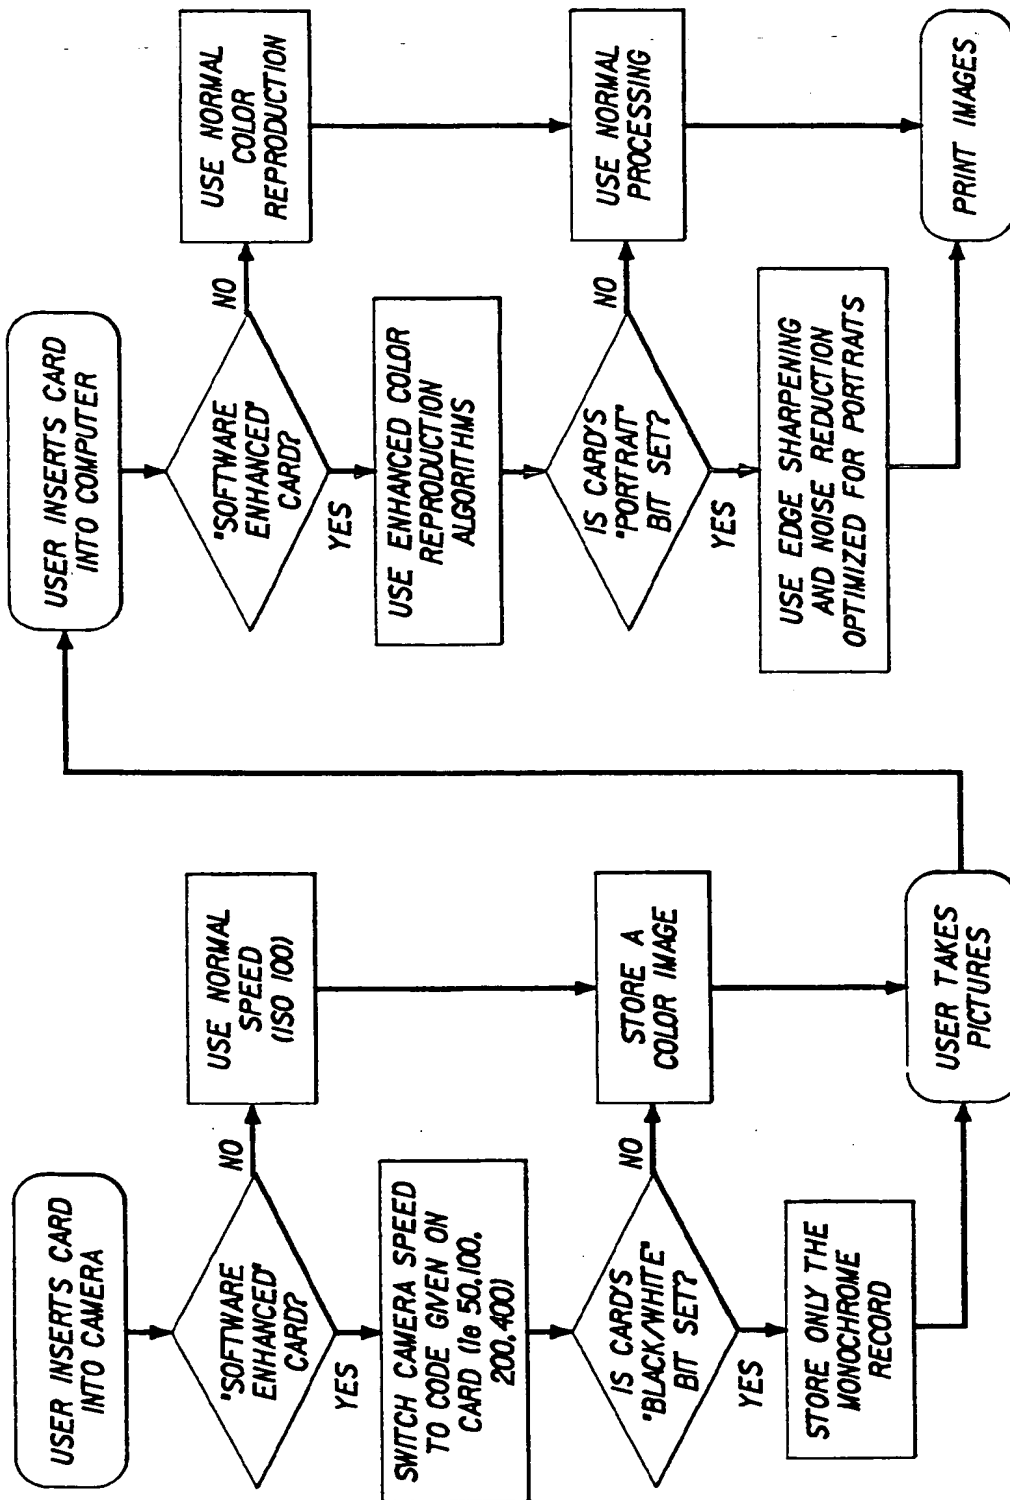 USER INSERTS CARD
INTO CAMERA
"SOFTWARE
ENHANCED"
CARD?
NO
USE NORMAL
SPEED
(ISO 100)
YES
SWITCH CAMERA SPEED
TO CODE GIVEN ON
CARD (ie 50,100,
200,400)
IS CARD'S
"BLACK/WHITE"
BIT SET?
NO
STORE A
COLOR IMAGE
YES
STORE ONLY THE
MONOCHROME
RECORD
USER TAKES
PICTURES
USER INSERTS CARD
INTO COMPUTER
"SOFTWARE
ENHANCED"
CARD?
NO
USE NORMAL
COLOR
REPRODUCTION
YES
USE ENHANCED COLOR
REPRODUCTION
ALGORITHMS
IS CARD'S
"PORTRAIT"
BIT SET?
NO
USE NORMAL
PROCESSING
YES
USE EDGE SHARPENING
AND NOISE REDUCTION
OPTIMIZED FOR PORTRAITS
PRINT IMAGES